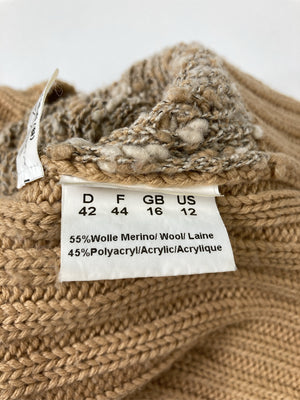 D F GB US
42 44 16 12
55%Wolle Merino/ Wool/ Laine
45%Polyacryl/Acrylic/Acrylique